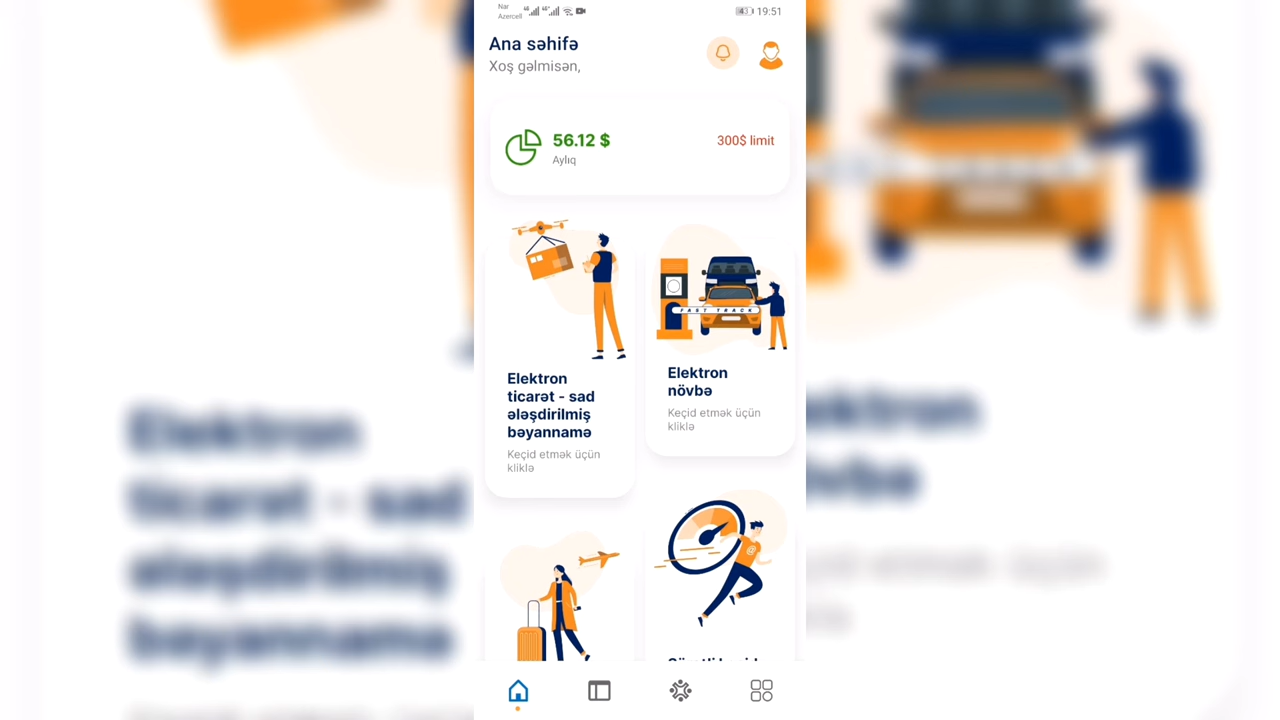 Nar
Azercell
43
19:51
Ana səhifə
Xoş gəlmisən,
56.12 $
Aylıq
300$ limit
FAST TRACK
Elektron
ticarət - sad
ələşdirilmiş
bəyannamə
Keçid etmək üçün
kliklə
Elektron
növbə
Keçid etmək üçün
kliklə